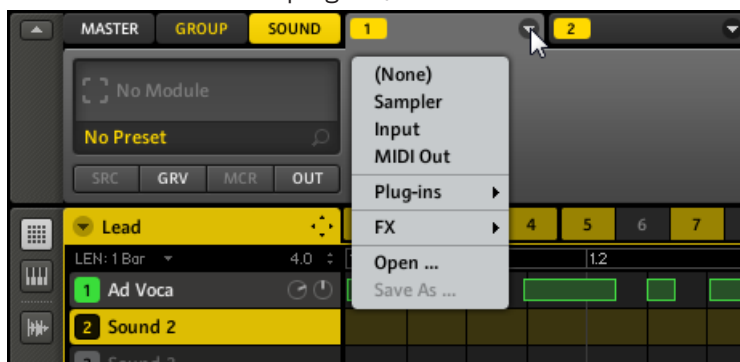 MASTER GROUP SOUND 1 2
No Module
No Preset
SRC GRV MCR OUT
(None)
Sampler
Input
MIDI Out
Plug-ins
FX
Open ...
Save As ...
Lead
4 5 6 7
LEN: 1 Bar 4.0
1.2
1 Ad Voca
2 Sound 2
Sound 3